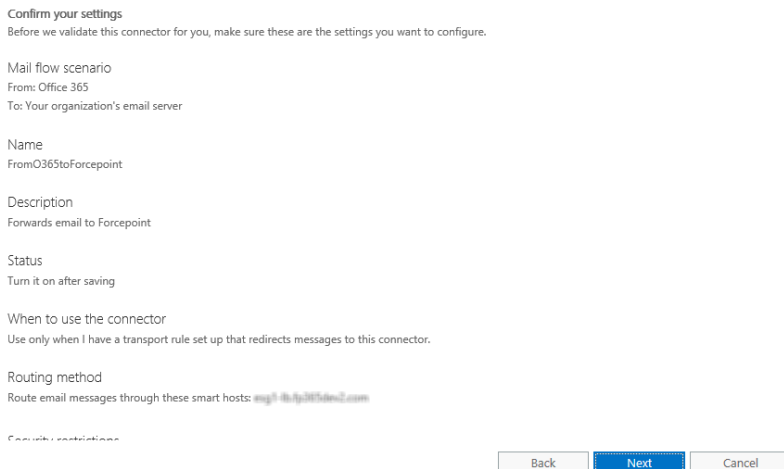 Confirm your settings
Before we validate this connector for you, make sure these are the settings you want to configure.
Mail flow scenario
From: Office 365
To: Your organization's email server
Name
FromO365toForcepoint
Description
Forwards email to Forcepoint
Status
Turn it on after saving
When to use the connector
Use only when I have a transport rule set up that redirects messages to this connector.
Routing method
Route email messages through these smart hosts:
Security restrictions
Back Next Cancel